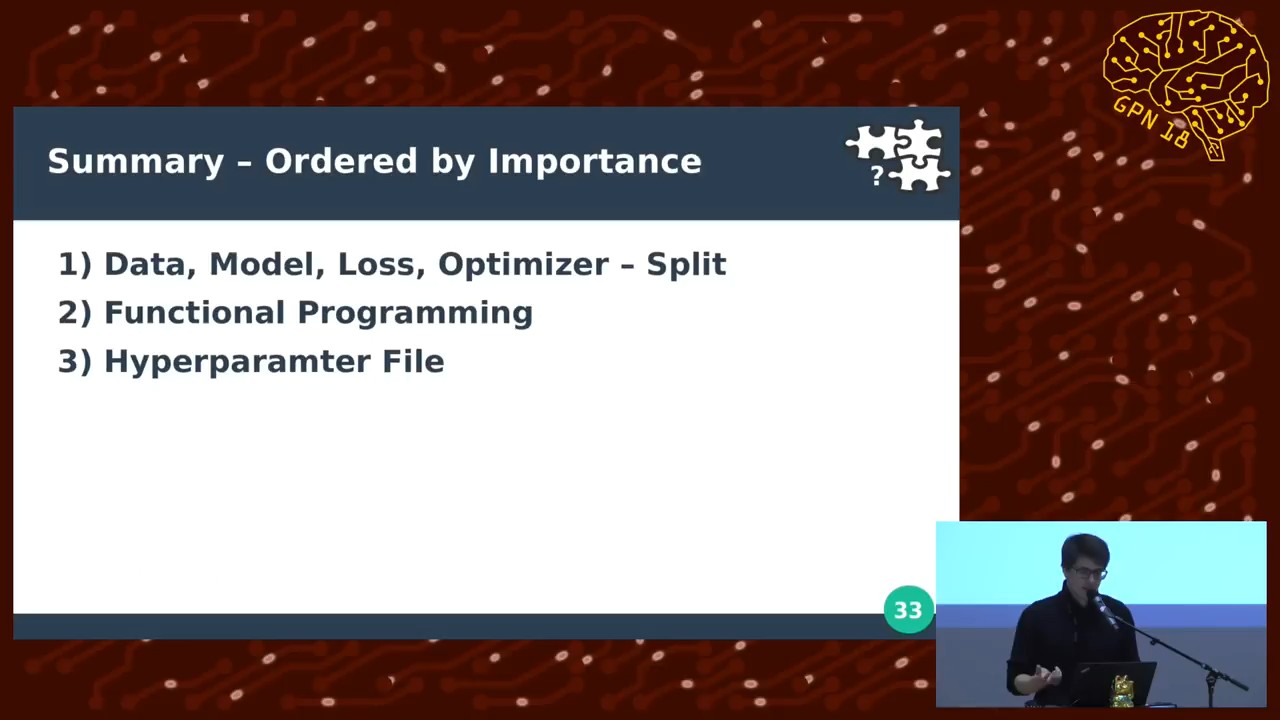 GPN 18
Summary – Ordered by Importance
?
1) Data, Model, Loss, Optimizer – Split
2) Functional Programming
3) Hyperparamter File
33